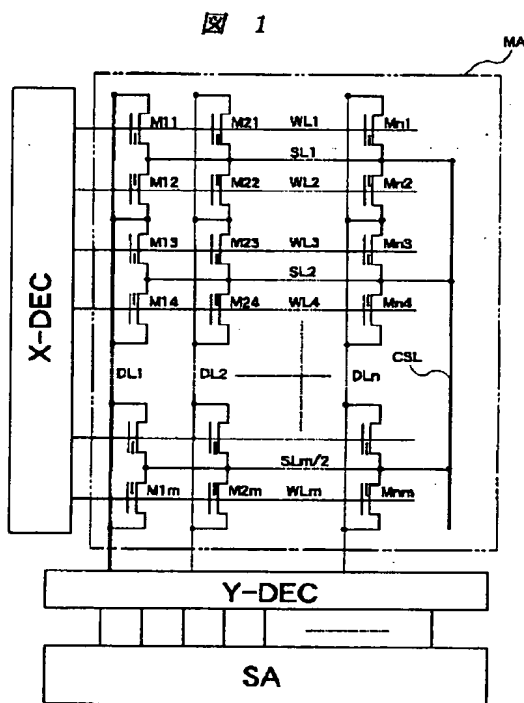 図 1
MA
M11 M21 WL1 Mn1
SL1
M12 M22 WL2 Mn2
M13 M23 WL3 Mn3
SL2
M14 M24 WL4 Mn4
X-DEC
DL1 DL2 DLn CSL
SLm/2
M1m M2m WLm Mnm
Y-DEC
SA